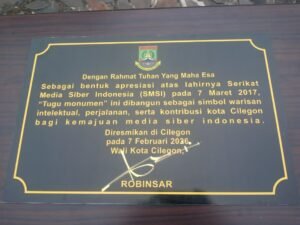 Dengan Rahmat Tuhan Yang Maha Esa
Sebagai bentuk apresiasi atas lahirnya Serikat
Media Siber Indonesia (SMSI) pada 7 Maret 2017,
"Tugu monumen" ini dibangun sebagai simbol warisan
intelektual, perjalanan, serta kontribusi kota Cilegon
bagi kemajuan media siber indonesia.
Diresmikan di Cilegon
pada 7 Februari 2026
Wali Kota Cilegon,
ROBINSAR